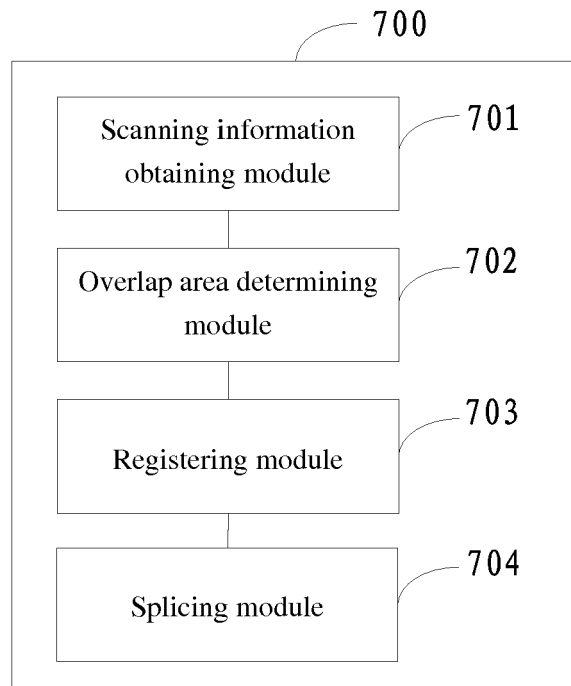 700
Scanning information
obtaining module
701
Overlap area determining
module
702
Registering module
703
Splicing module
704